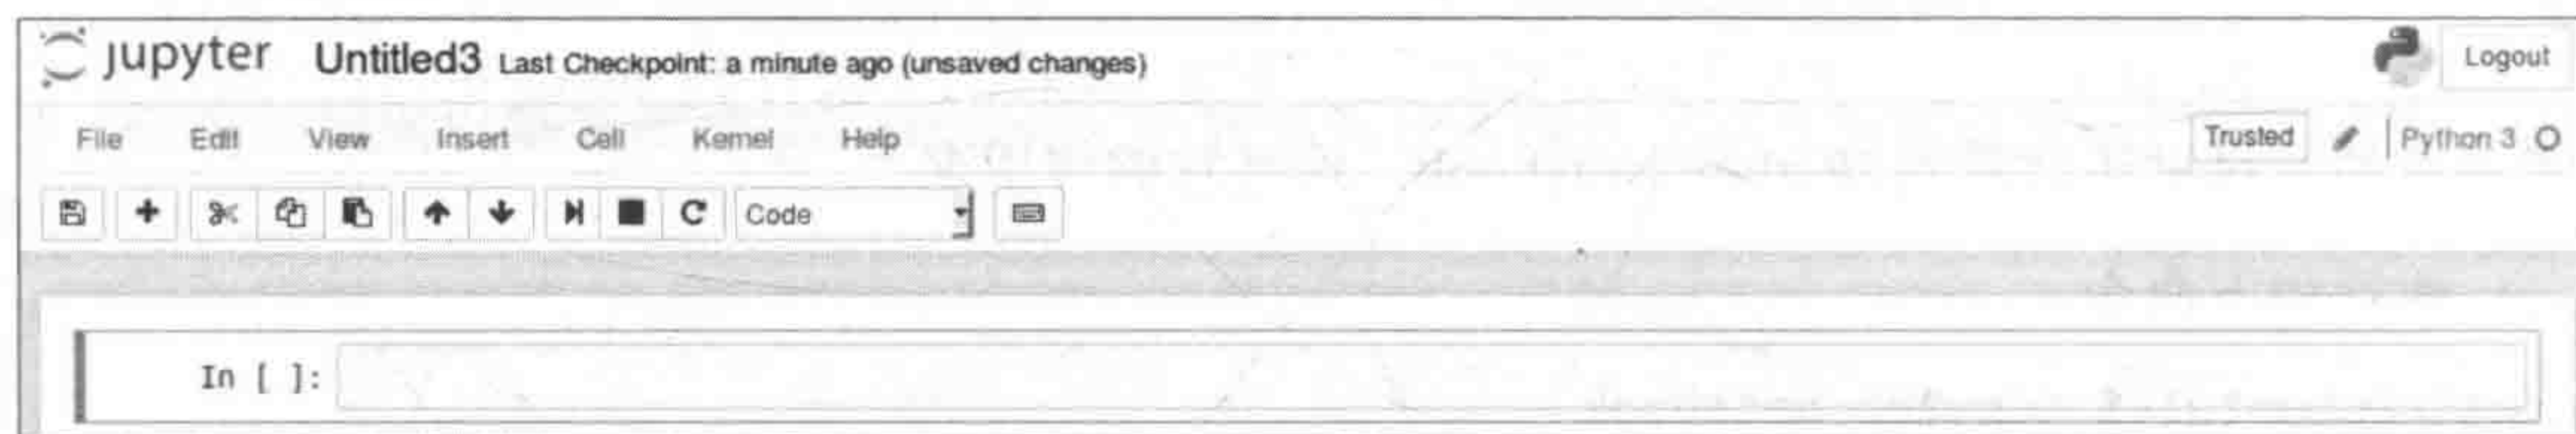 jupyter Untitled3 Last Checkpoint: a minute ago (unsaved changes) Logout
File Edit View Insert Cell Kernel Help Trusted Python 3
Code
In [ ]: